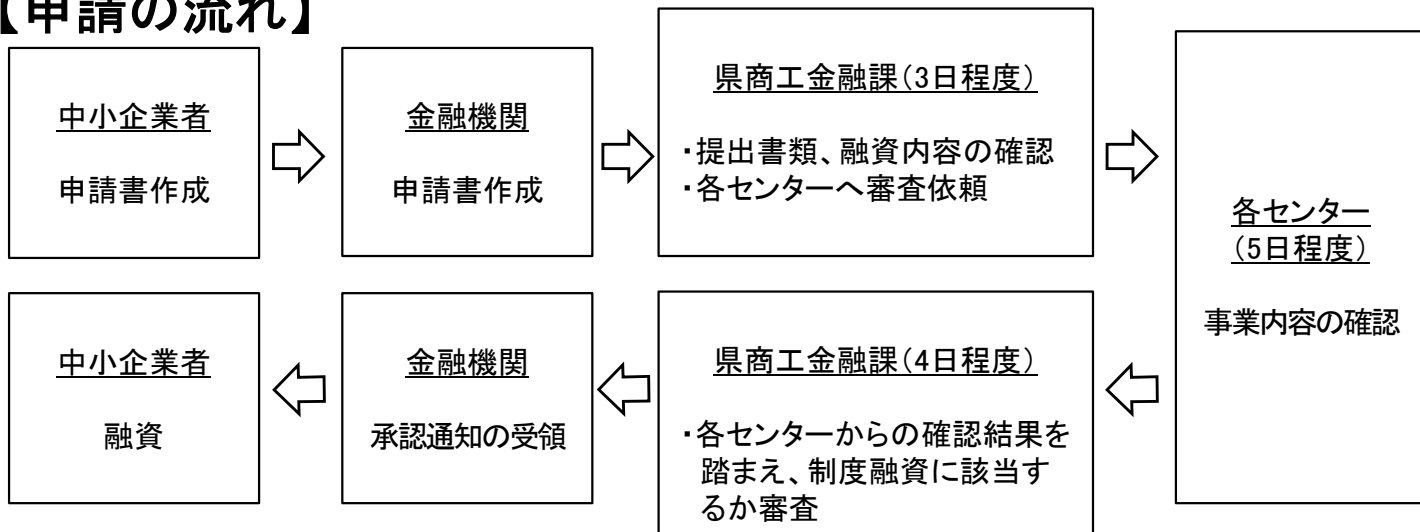 【申請の流れ】
中小企業者
申請書作成
金融機関
申請書作成
県商工金融課(3日程度)
・提出書類、融資内容の確認
・各センターへ審査依頼
各センター
(5日程度)
事業内容の確認
県商工金融課(4日程度)
・各センターからの確認結果を
踏まえ、制度融資に該当す
るか審査
金融機関
承認通知の受領
中小企業者
融資